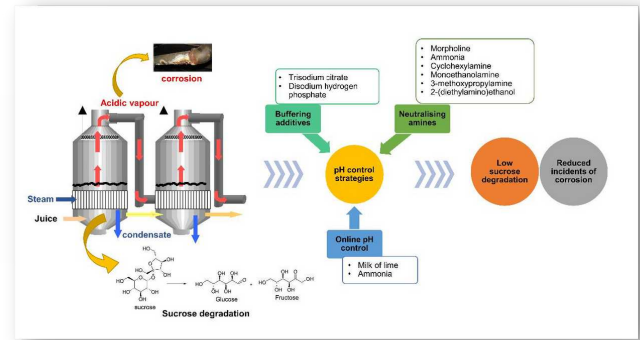 corrosion
Acidic vapour
Steam
Juice
condensate
sucrose
Glucose
Fructose
Sucrose degradation
• Trisodium citrate
• Disodium hydrogen
phosphate
Buffering
additives
• Morpholine
• Ammonia
• Cyclohexylamine
• Monoethanolamine
• 3-methoxypropylamine
• 2-(diethylamino)ethanol
Neutralising
amines
pH control
strategies
Online pH
control
• Milk of lime
• Ammonia
Low
sucrose
degradation
Reduced
incidents of
corrosion